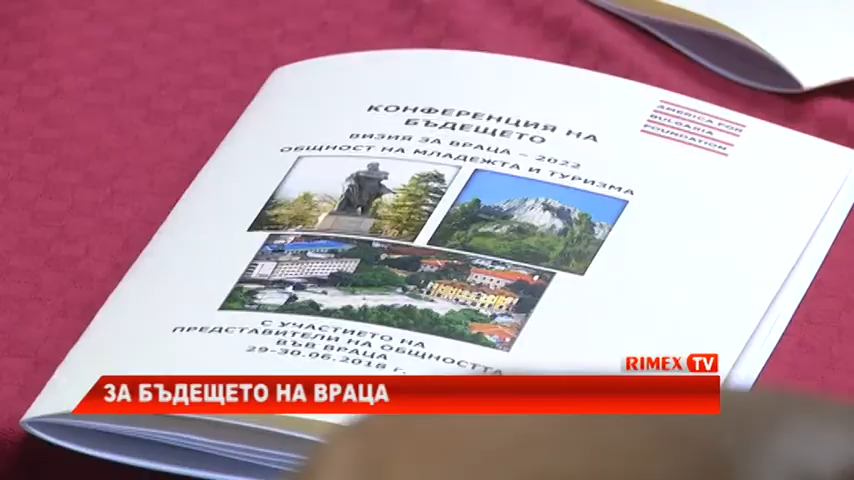 КОНФЕРЕНЦИЯ НА
БЪДЕЩЕТО
ВИЗИЯ ЗА ВРАЦА – 2022
ОБЩНОСТ НА МЛАДЕЖТА И ТУРИЗМА
AMERICA FOR
BULGARIA
FOUNDATION
С УЧАСТИЕТО НА
ПРЕДСТАВИТЕЛИ НА ОБЩНОСТТА
ВЪВ ВРАЦА
29-30.06.2018 г.
RIMEX TV
ЗА БЪДЕЩЕТО НА ВРАЦА